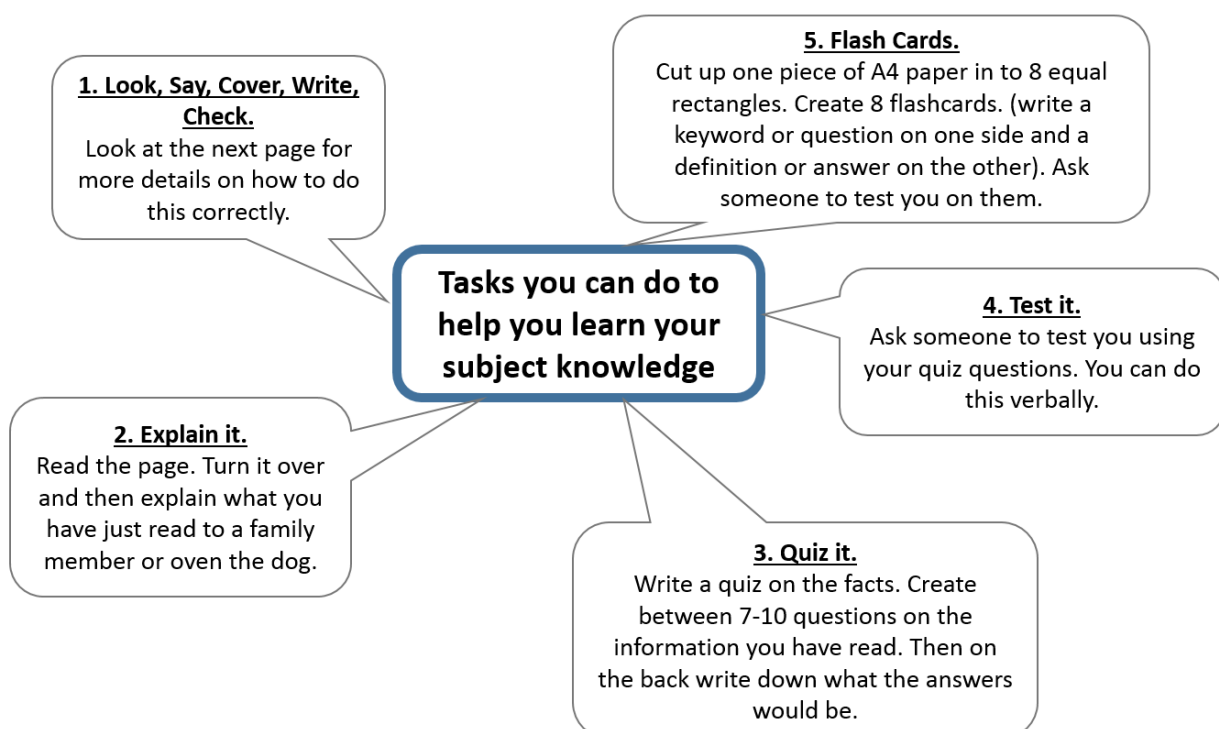 Tasks you can do to
help you learn your
subject knowledge
1. Look, Say, Cover, Write,
Check.
Look at the next page for
more details on how to do
this correctly.
2. Explain it.
Read the page. Turn it over
and then explain what you
have just read to a family
member or oven the dog.
3. Quiz it.
Write a quiz on the facts. Create
between 7-10 questions on the
information you have read. Then on
the back write down what the answers
would be.
4. Test it.
Ask someone to test you using
your quiz questions. You can do
this verbally.
5. Flash Cards.
Cut up one piece of A4 paper in to 8 equal
rectangles. Create 8 flashcards. (write a
keyword or question on one side and a
definition or answer on the other). Ask
someone to test you on them.